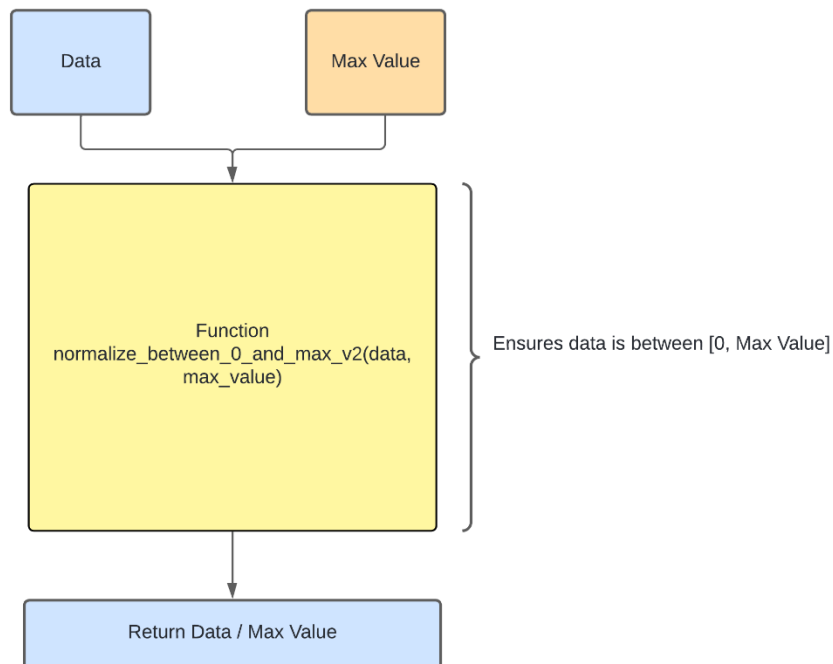 Data
Max Value
Function
normalize_between_0_and_max_v2(data,
max_value)
Ensures data is between [0, Max Value]
Return Data / Max Value